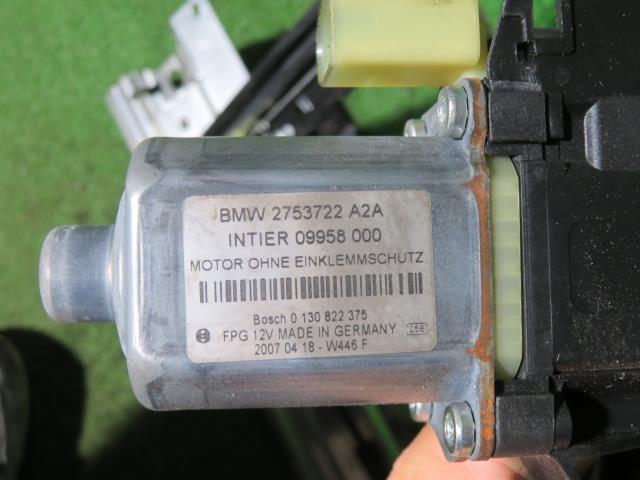 BMW 2753722 A2A
INTIER 09958 000
MOTOR OHNE EINKLEMMSCHUTZ
Bosch 0 130 822 375
FPG 12V MADE IN GERMANY
2007 04 18 - W446 F